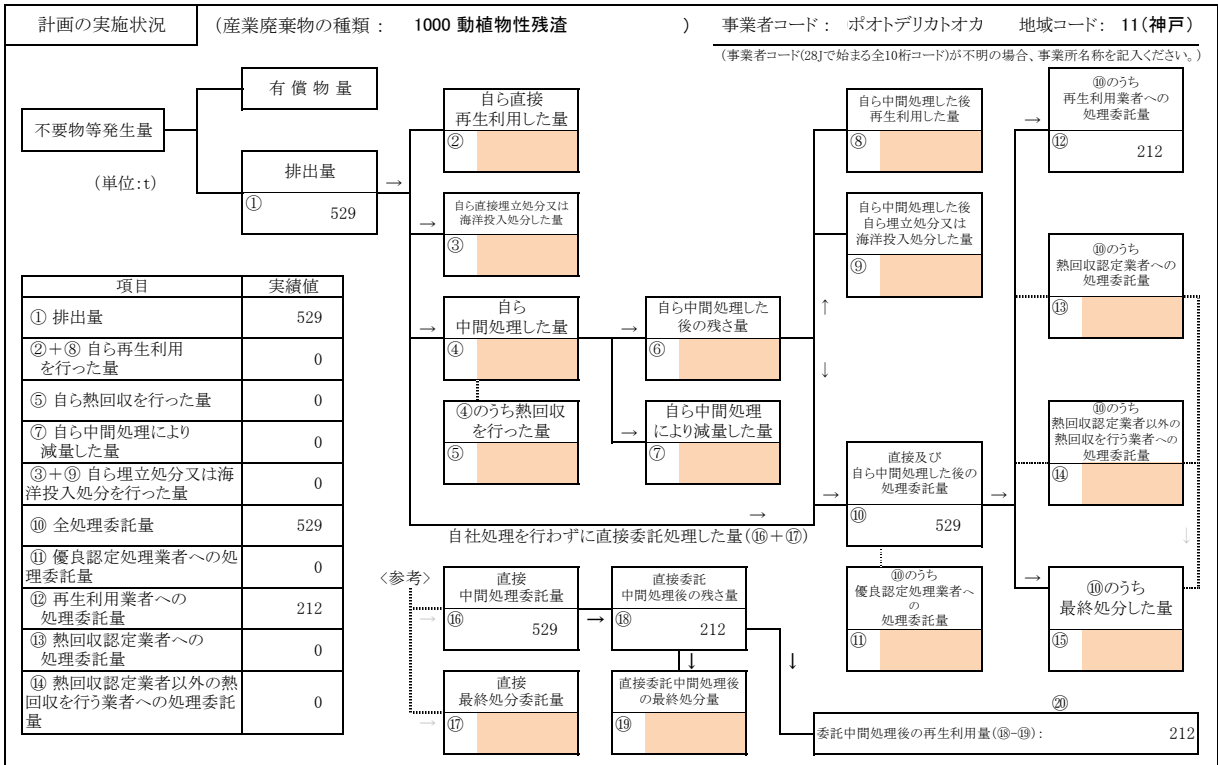 計画の実施状況 (産業廃棄物の種類： 1000 動植物性残渣 ) 事業者コード： ポオトデリカトオカ 地域コード： 11(神戸)
(事業者コード(28Jで始まる全10桁コード)が不明の場合、事業所名称を記入ください。)
不要物等発生量
(単位:t)
有償物量
排出量
①
529
→
自ら直接
再生利用した量
②
→
自ら直接埋立処分又は
海洋投入処分した量
③
→
自ら
中間処理した量
④
④のうち熱回収
を行った量
⑤
→
自ら中間処理した
後の残さ量
⑥
→
自ら中間処理
により減量した量
⑦
自ら中間処理した後
再生利用した量
⑧
自ら中間処理した後
自ら埋立処分又は
海洋投入処分した量
⑨
↑
↓
→
→
自社処理を行わずに直接委託処理した量(⑯+⑰)
直接及び
自ら中間処理した後の
処理委託量
⑩
529
→
⑩のうち
優良認定処理業者へ
の
処理委託量
⑪
→
⑩のうち
再生利用業者への
処理委託量
⑫
212
⑩のうち
熱回収認定業者への
処理委託量
⑬
⑩のうち
熱回収認定業者以外の
熱回収を行う業者への
処理委託量
⑭
↓
→
⑩のうち
最終処分した量
⑮
項目 実績値
① 排出量 529
②+⑧ 自ら再生利用
を行った量 0
⑤ 自ら熱回収を行った量 0
⑦ 自ら中間処理により
減量した量 0
③+⑨ 自ら埋立処分又は海
洋投入処分を行った量 0
⑩ 全処理委託量 529
⑪ 優良認定処理業者への処
理委託量 0
⑫ 再生利用業者への
処理委託量 212
⑬ 熱回収認定業者への
処理委託量 0
⑭ 熱回収認定業者以外の熱
回収を行う業者への処理委託
量 0
〈参考〉
→
直接
中間処理委託量
⑯
529
→
直接委託
中間処理後の残さ量
⑱
212
→
直接
最終処分委託量
⑰
↓
直接委託中間処理後
の最終処分量
⑲
↓
⑳
委託中間処理後の再生利用量(⑱-⑲)： 212